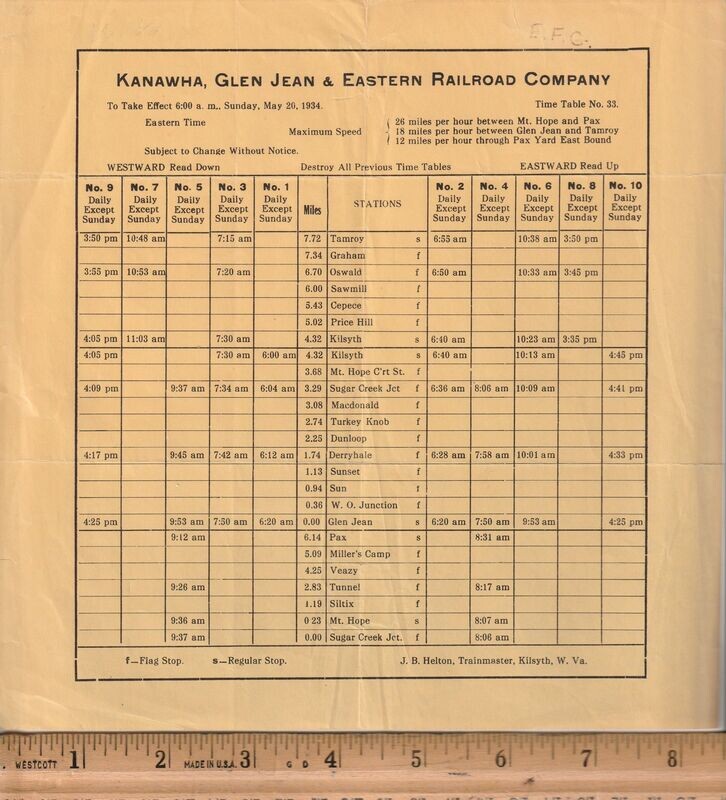 E.F.G.
KANAWHA, GLEN JEAN & EASTERN RAILROAD COMPANY
To Take Effect 6:00 a. m., Sunday, May 20, 1934. Time Table No. 33.
Eastern Time
Maximum Speed
26 miles per hour between Mt. Hope and Pax
18 miles per hour between Glen Jean and Tamroy
12 miles per hour through Pax Yard East Bound
Subject to Change Without Notice.
WESTWARD Read Down Destroy All Previous Time Tables EASTWARD Read Up
No. 9 No. 7 No. 5 No. 3 No. 1 Miles STATIONS No. 2 No. 4 No. 6 No. 8 No. 10
Daily Daily Daily Daily Daily Daily Daily Daily Daily Daily
Except Except Except Except Except Except Except Except Except Except
Sunday Sunday Sunday Sunday Sunday Sunday Sunday Sunday Sunday Sunday
3:50 pm 10:48 am 7:15 am 7.72 Tamroy s 6:55 am 10:38 am 3:50 pm
7.34 Graham f
3:55 pm 10:53 am 7:20 am 6.70 Oswald f 6:50 am 10:33 am 3:45 pm
6.00 Sawmill f
5.43 Cepece f
5.02 Price Hill f
4:05 pm 11:03 am 7:30 am 4.32 Kilsyth s 6:40 am 10:23 am 3:35 pm
4:05 pm 7:30 am 6:00 am 4.32 Kilsyth s 6:40 am 10:13 am 4:45 pm
3.68 Mt. Hope C'rt St. f
4:09 pm 9:37 am 7:34 am 6:04 am 3.29 Sugar Creek Jct f 6:36 am 8:06 am 10:09 am 4:41 pm
3.08 Macdonald f
2.74 Turkey Knob f
2.25 Dunloop f
4:17 pm 9:45 am 7:42 am 6:12 am 1.74 Derryhale f 6:28 am 7:58 am 10:01 am 4:33 pm
1.13 Sunset f
0.94 Sun f
0.36 W. O. Junction f
4:25 pm 9:53 am 7:50 am 6:20 am 0.00 Glen Jean s 6:20 am 7:50 am 9:53 am 4:25 pm
9:12 am 6.14 Pax s 8:31 am
5.09 Miller's Camp f
4.25 Veazy f
9:26 am 2.83 Tunnel f 8:17 am
1.19 Siltix f
9:36 am 0 23 Mt. Hope s 8:07 am
9:37 am 0.00 Sugar Creek Jct. f 8:06 am
f—Flag Stop. s—Regular Stop. J. B. Helton, Trainmaster, Kilsyth, W. Va.
WESTCOTT 1 2 MADE IN U.S.A. 3 G D 4 5 6 7 8